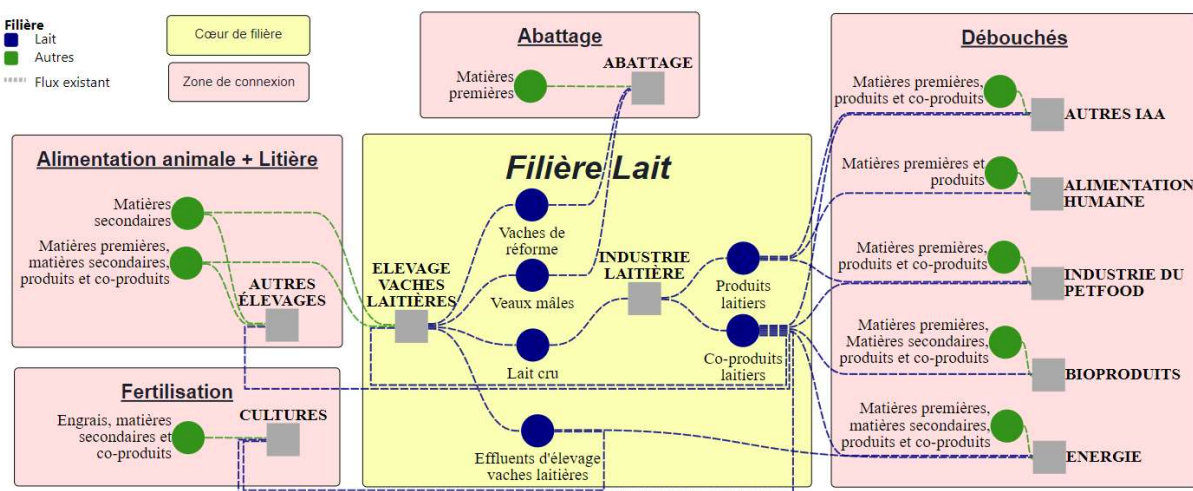 Filière
Lait
Autres
Flux existant
Cœur de filière
Zone de connexion
Abattage
ABATTAGE
Matières
premières
Alimentation animale + Litière
Matières
secondaires
Matières premières,
matières secondaires,
produits et co-produits
AUTRES
ÉLEVAGES
Fertilisation
CULTURES
Engrais, matières
secondaires et
co-produits
Filière Lait
ELEVAGE
VACHES
LAITIÈRES
Vaches de
réforme
Veaux mâles
Lait cru
INDUSTRIE
LAITIÈRE
Produits
laitiers
Co-produits
laitiers
Effluents d'élevage
vaches laitières
Débouchés
Matières premières,
produits et co-produits
AUTRES IAA
Matières premières et
produits
ALIMENTATION
HUMAINE
Matières premières,
produits et co-produits
INDUSTRIE DU
PETFOOD
Matières premières,
Matières secondaires,
produits et co-produits
BIOPRODUITS
Matières premières,
matières secondaires,
produits et co-produits
ENERGIE